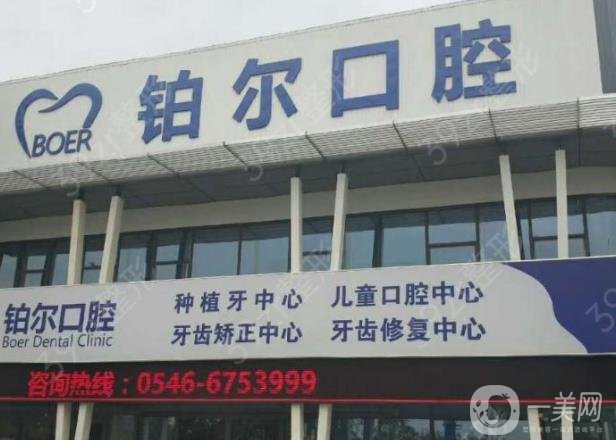 BOER 铂尔口腔
铂尔口腔
Boer Dental Clinic
种植牙中心 儿童口腔中心
牙齿矫正中心 牙齿修复中心
咨询热线：0546-6753999
美网